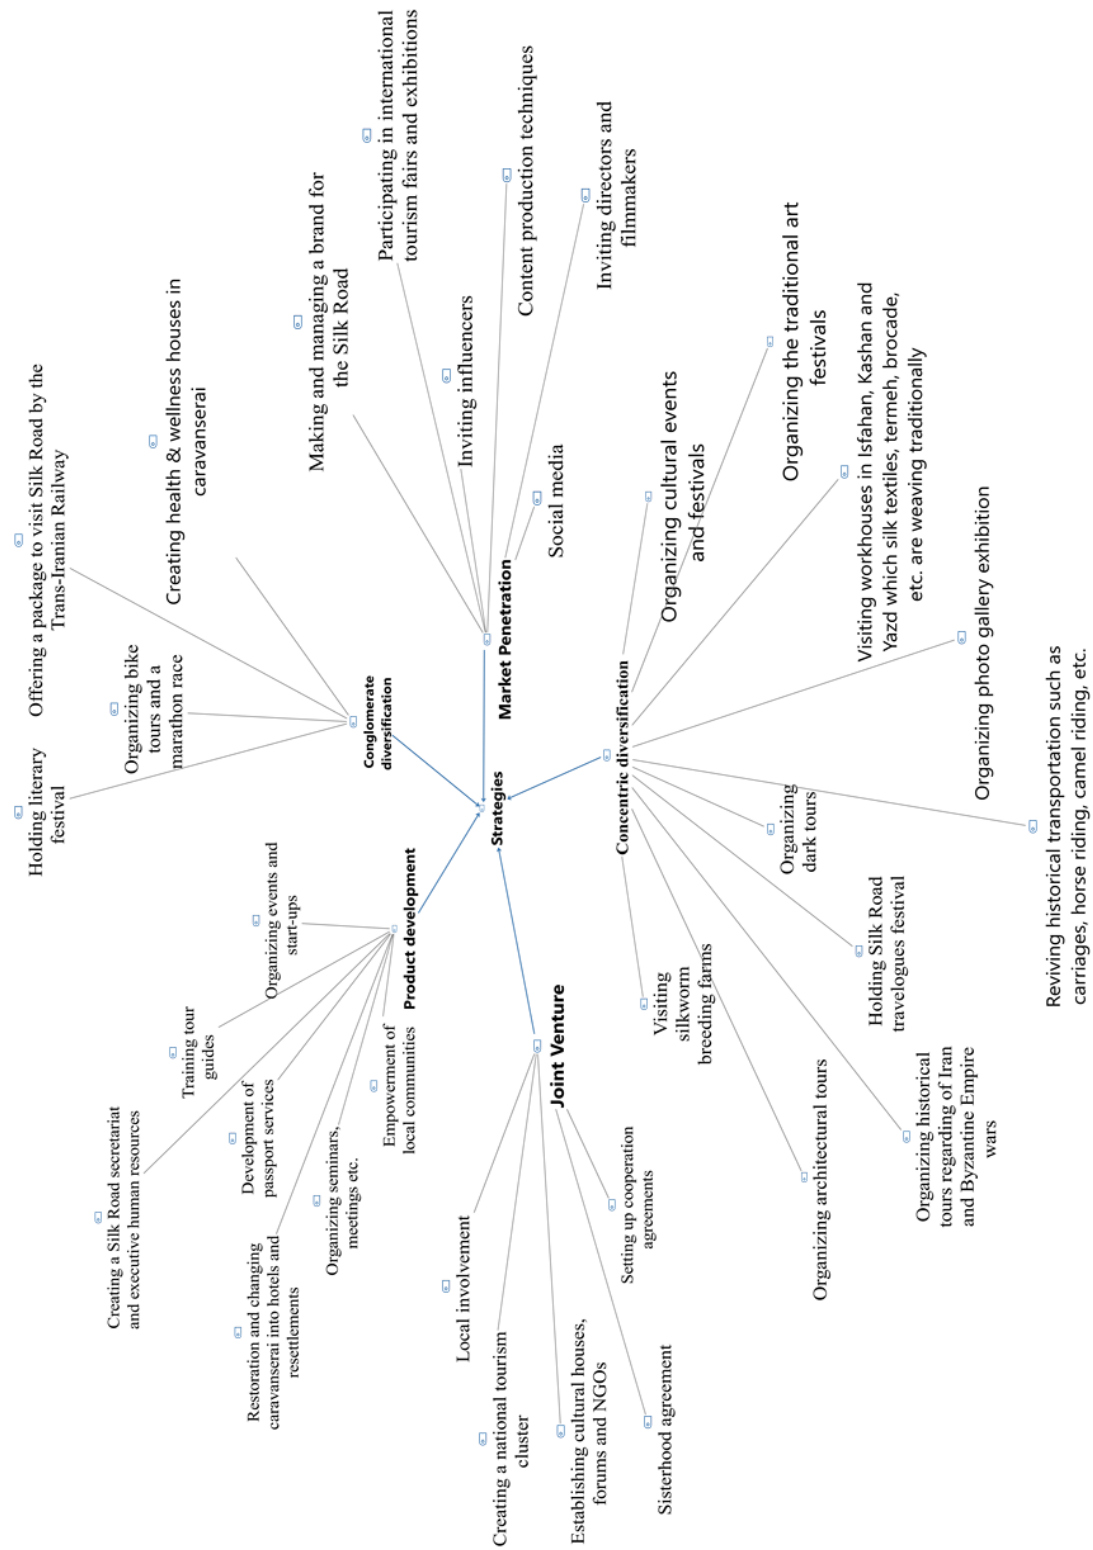 Creating a Silk Road secretariat
and executive human resources
Training tour
guides
Development of
passport services
Restoration and changing
caravanserai into hotels and
resettlements
Organizing seminars,
meetings etc.
Empowerment of
local communities
Organizing events and
start-ups
Product development
Holding literary
festival
Organizing bike
tours and a
marathon race
Offering a package to visit Silk Road by the
Trans-Iranian Railway
Creating health & wellness houses in
caravanserai
Conglomerate
diversification
Making and managing a brand for
the Silk Road
Participating in international
tourism fairs and exhibitions
Inviting influencers
Content production techniques
Inviting directors and
filmmakers
Social media
Market Penetration
Strategies
Joint Venture
Local involvement
Creating a national tourism
cluster
Establishing cultural houses,
forums and NGOs
Sisterhood agreement
Setting up cooperation
agreements
Concentric diversification
Organizing cultural events
and festivals
Organizing the traditional art
festivals
Visiting workhouses in Isfahan, Kashan and
Yazd which silk textiles, termeh, brocade,
etc. are weaving traditionally
Organizing photo gallery exhibition
Reviving historical transportation such as
carriages, horse riding, camel riding, etc.
Organizing
dark tours
Holding Silk Road
travelogues festival
Organizing historical
tours regarding of Iran
and Byzantine Empire
wars
Organizing architectural tours
Visiting
silkworm
breeding farms